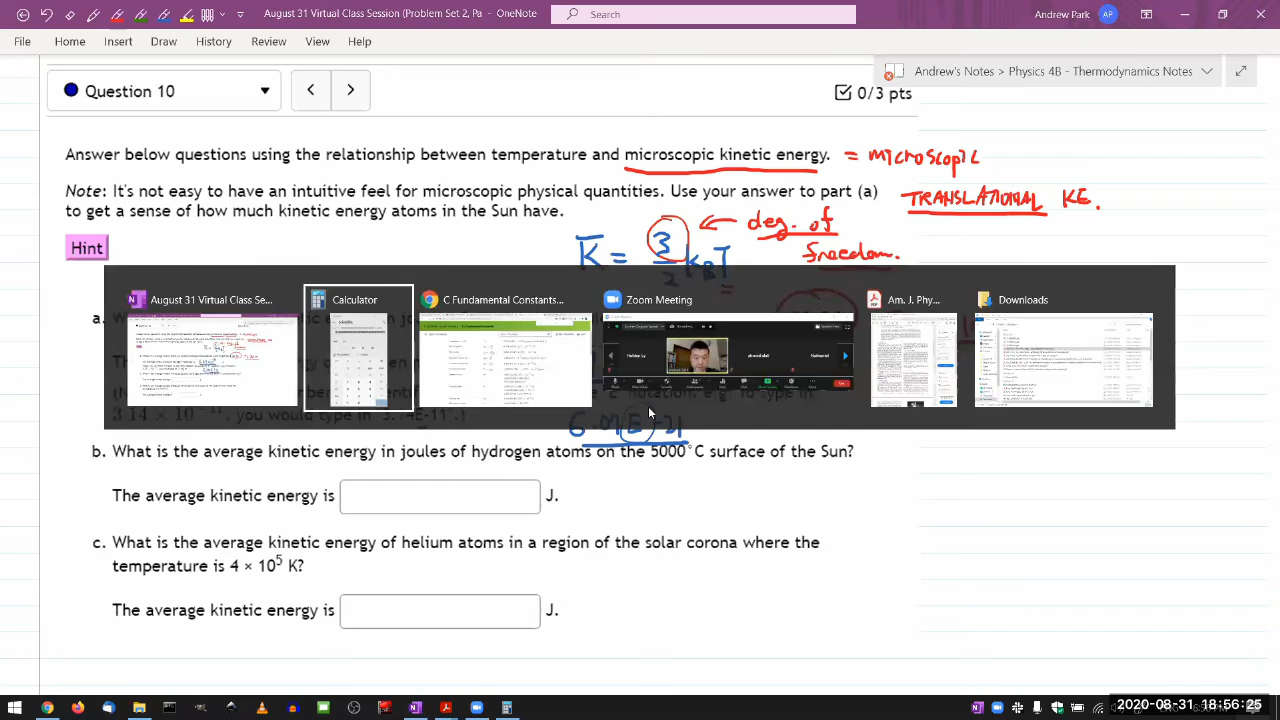 August 31 Virtual Class Session (Problem Set 2, Pa - OneNote
Search
Andrew Park
AP
File Home Insert Draw History Review View Help
Andrew's Notes > Physics 4B - Thermodynamics Notes
Question 10
0/3 pts
Answer below questions using the relationship between temperature and microscopic kinetic energy. = MICROSCOPIC
Note: It's not easy to have an intuitive feel for microscopic physical quantities. Use your answer to part (a)
TRANSLATIONAL KE.
to get a sense of how much kinetic energy atoms in the Sun have.
deg. of
freedom.
Hint
K̄ = 3/2 kBT
August 31 Virtual Class Se...
Calculator
C Fundamental Constants...
Zoom Meeting
Am. J. Phy...
Downloads
a.
b. What is the average kinetic energy in joules of hydrogen atoms on the 5000°C surface of the Sun?
The average kinetic energy is J.
c. What is the average kinetic energy of helium atoms in a region of the solar corona where the
temperature is 4 × 10⁵ K?
The average kinetic energy is J.
2020-08-31 18:56:25